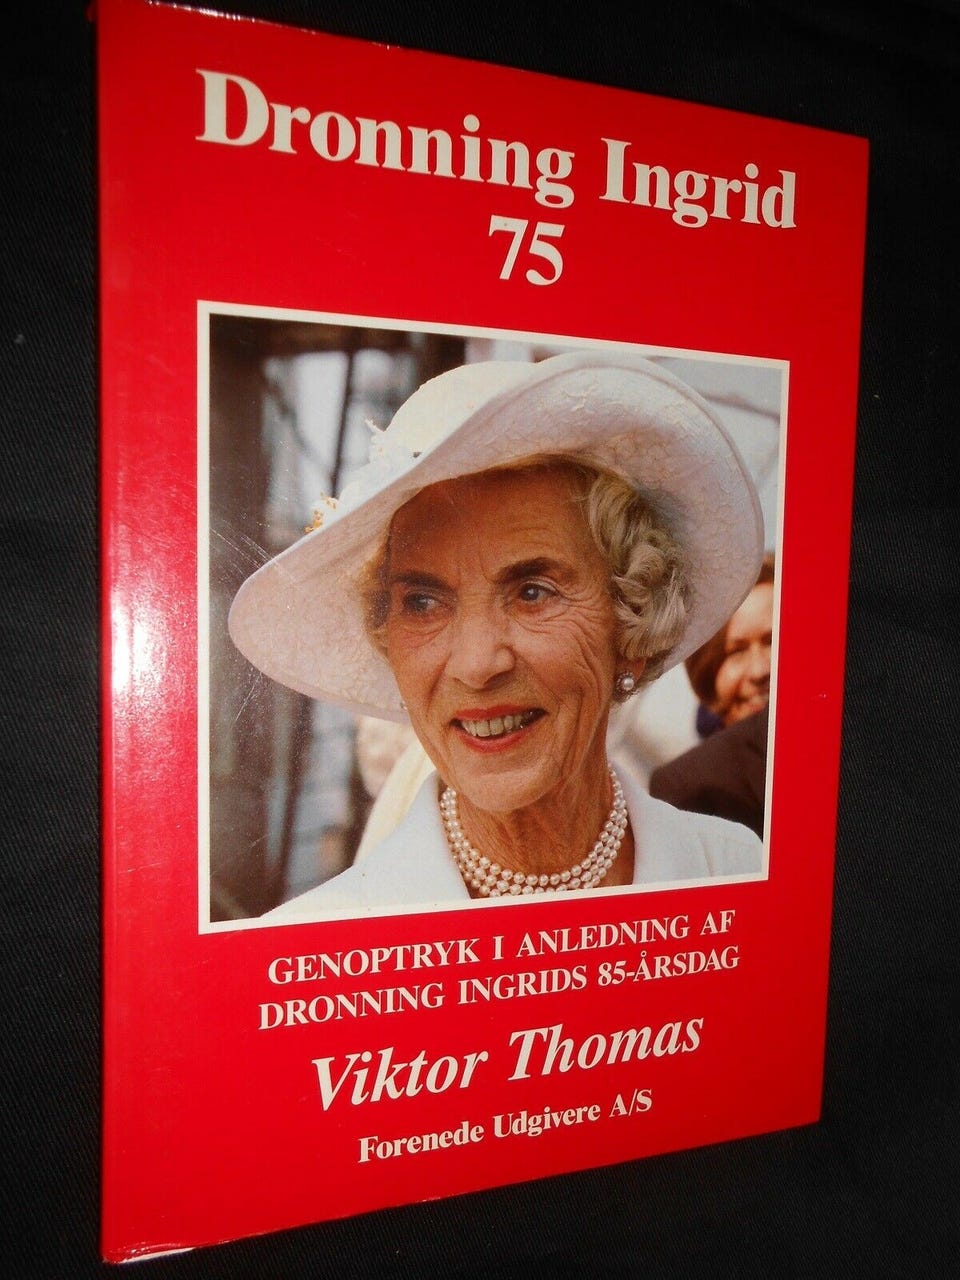 Dronning Ingrid
75
GENOPTRYK I ANLEDNING AF
DRONNING INGRIDS 85-ÅRSDAG
Viktor Thomas
Forenede Udgivere A/S